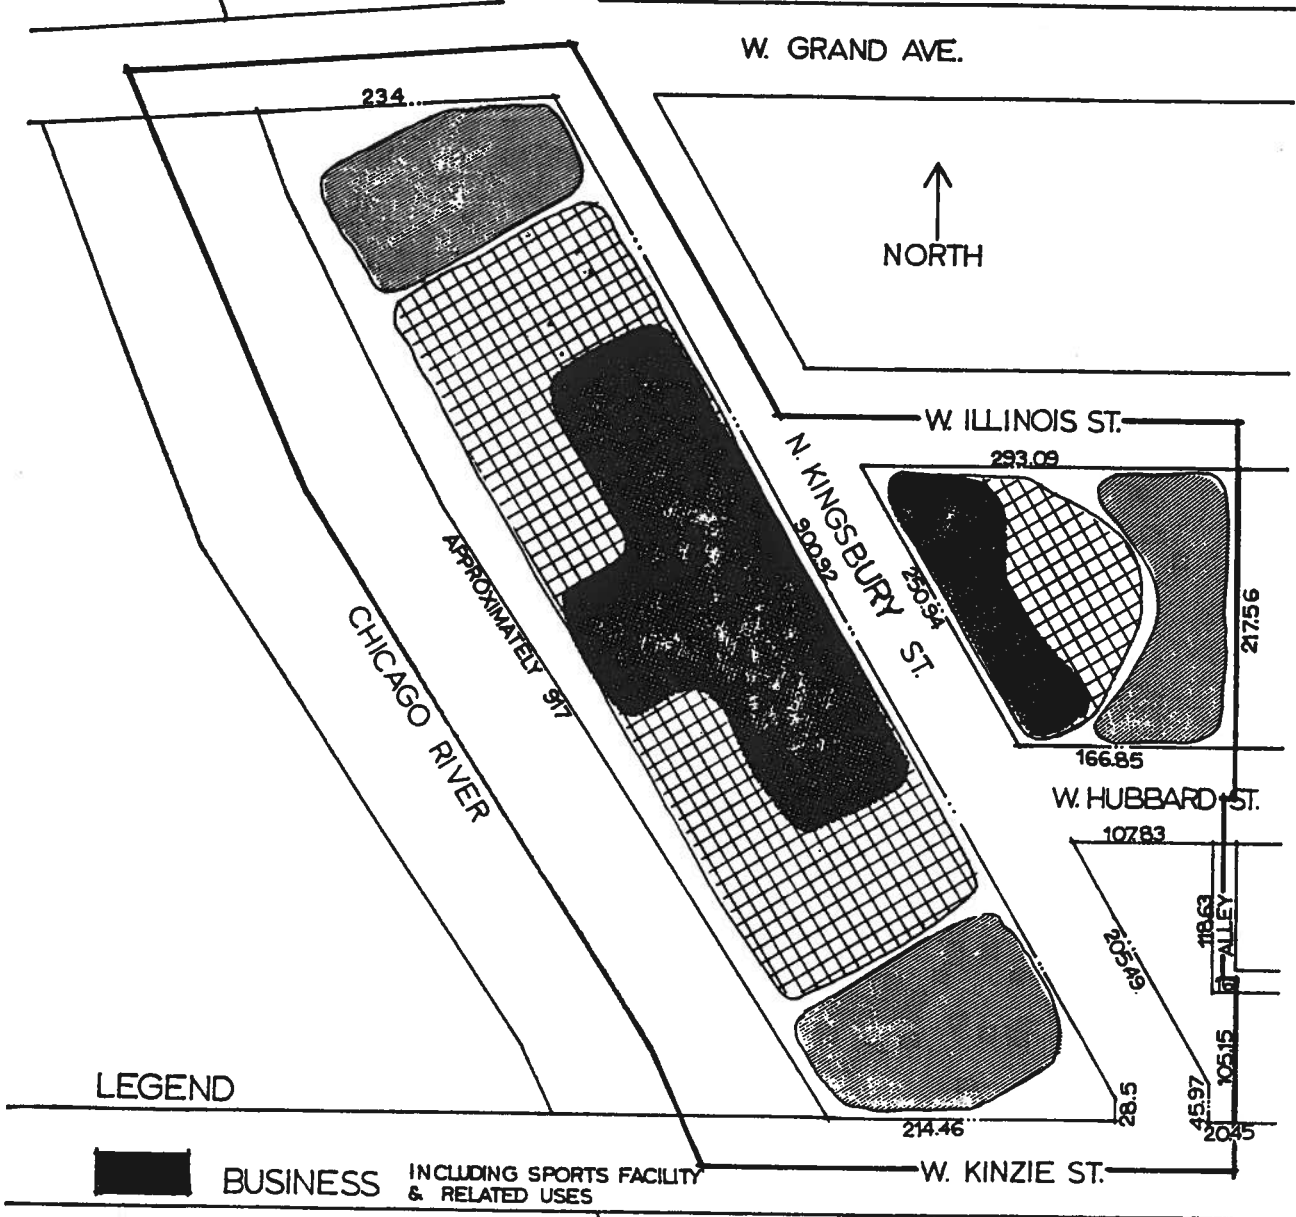 W. GRAND AVE.
234
NORTH
W. ILLINOIS ST.
293.09
N. KINGSBURY ST.
900.92
250.94
217.56
APPROXIMATELY 917
CHICAGO RIVER
166.85
W. HUBBARD ST.
107.83
118.63
ALLEY
205.49
105.15
45.97
28.5
20.45
214.46
W. KINZIE ST.
LEGEND
BUSINESS INCLUDING SPORTS FACILITY
& RELATED USES